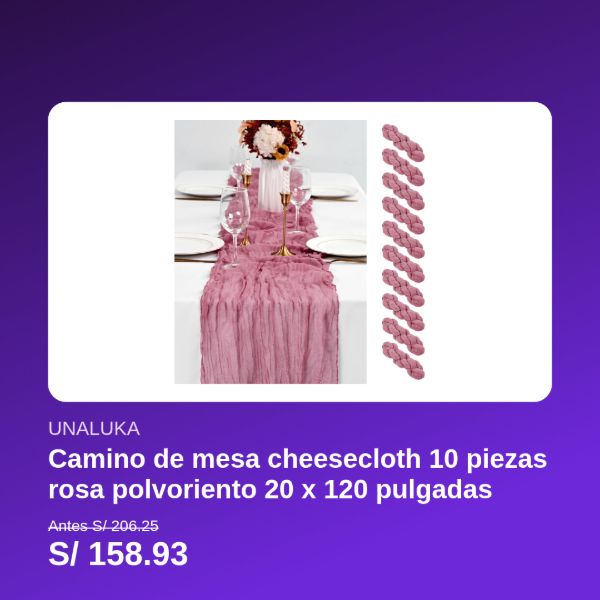 UNALUKA
Camino de mesa cheesecloth 10 piezas
rosa polvoriento 20 x 120 pulgadas
Antes S/ 206.25
S/ 158.93